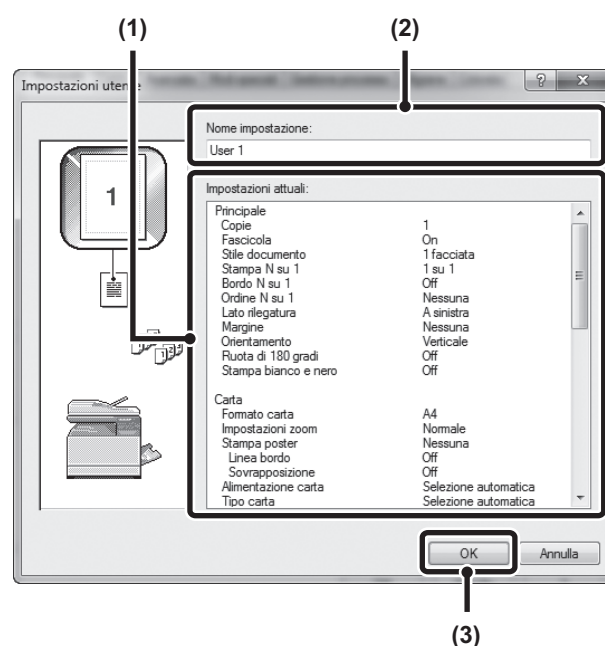 (1) (2)
Impostazioni utente
Nome impostazione:
User 1
Impostazioni attuali:
1
Principale
Copie 1
Fascicola On
Stile documento 1 facciata
Stampa N su 1 1 su 1
Bordo N su 1 Off
Ordine N su 1 Nessuna
Lato rilegatura A sinistra
Margine Nessuna
Orientamento Verticale
Ruota di 180 gradi Off
Stampa bianco e nero Off
Carta
Formato carta A4
Impostazioni zoom Normale
Stampa poster Nessuna
Linea bordo Off
Sovrapposizione Off
Alimentazione carta Selezione automatica
Tipo carta Selezione automatica
OK Annulla
(3)